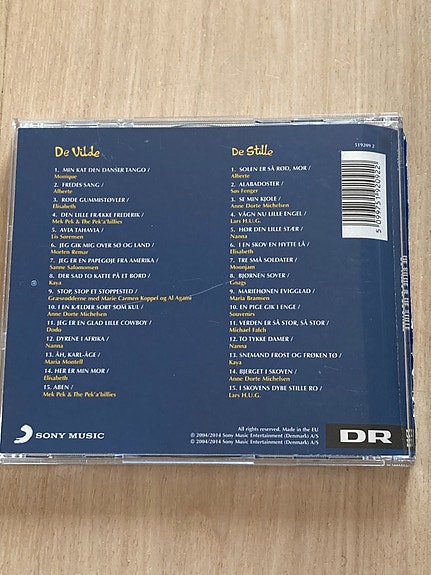 519209 2
De Vilde
1. MIN KAT DEN DANSER TANGO /
Monique
2. FREDES SANG /
Alberte
3. RØDE GUMMISTØVLER /
Elisabeth
4. DEN LILLE FRÆKKE FREDERIK /
Mek Pek & The Pek'a'billies
5. AVIA TAHAVIA /
Lis Sørensen
6. JEG GIK MIG OVER SØ OG LAND /
Morten Remar
7. JEG ER EN PAPEGØJE FRA AMERIKA /
Sanne Salomonsen
8. DER SAD TO KATTE PÅ ET BORD /
Kaya
9. STOP, STOP ET STOPPESTED /
Græsrødderne med Marie Carmen Koppel og Al Agami
10. I EN KÆLDER SORT SOM KUL /
Anne Dorte Michelsen
11. JEG ER EN GLAD LILLE COWBOY /
Dodo
12. DYRENE I AFRIKA /
Nanna
13. ÅH, KARL-ÅGE /
Maria Montell
14. HER ER MIN MOR /
Elisabeth
15. ABEN /
Mek Pek & The Pek'a'billies
De Stille
1. SOLEN ER SÅ RØD, MOR /
Alberte
2. ALABADOSTER /
Søs Fenger
3. SE MIN KJOLE /
Anne Dorte Michelsen
4. VÅGN NU LILLE ENGEL /
Lars H.U.G.
5. HØR DEN LILLE STÆR /
Nanna
6. I EN SKOV EN HYTTE LÅ /
Elisabeth
7. TRE SMÅ SOLDATER /
Moonjam
8. BJØRNEN SOVER /
Gnags
9. MARIEHØNEN EVIGGLAD /
Maria Bramsen
10. EN PIGE GIK I ENGE /
Souvenirs
11. VERDEN ER SÅ STOR, SÅ STOR /
Michael Falch
12. TO TYKKE DAMER /
Nanna
13. SNEMAND FROST OG FRØKEN TØ /
Kaya
14. BJERGET I SKOVEN /
Anne Dorte Michelsen
15. I SKOVENS DYBE STILLE RO /
Lars H.U.G.
5 099751 920922
SONY MUSIC
All rights reserved. Made in the EU
℗ 2004/2014 Sony Music Entertainment (Denmark) A/S
© 2004/2014 Sony Music Entertainment (Denmark) A/S
DR